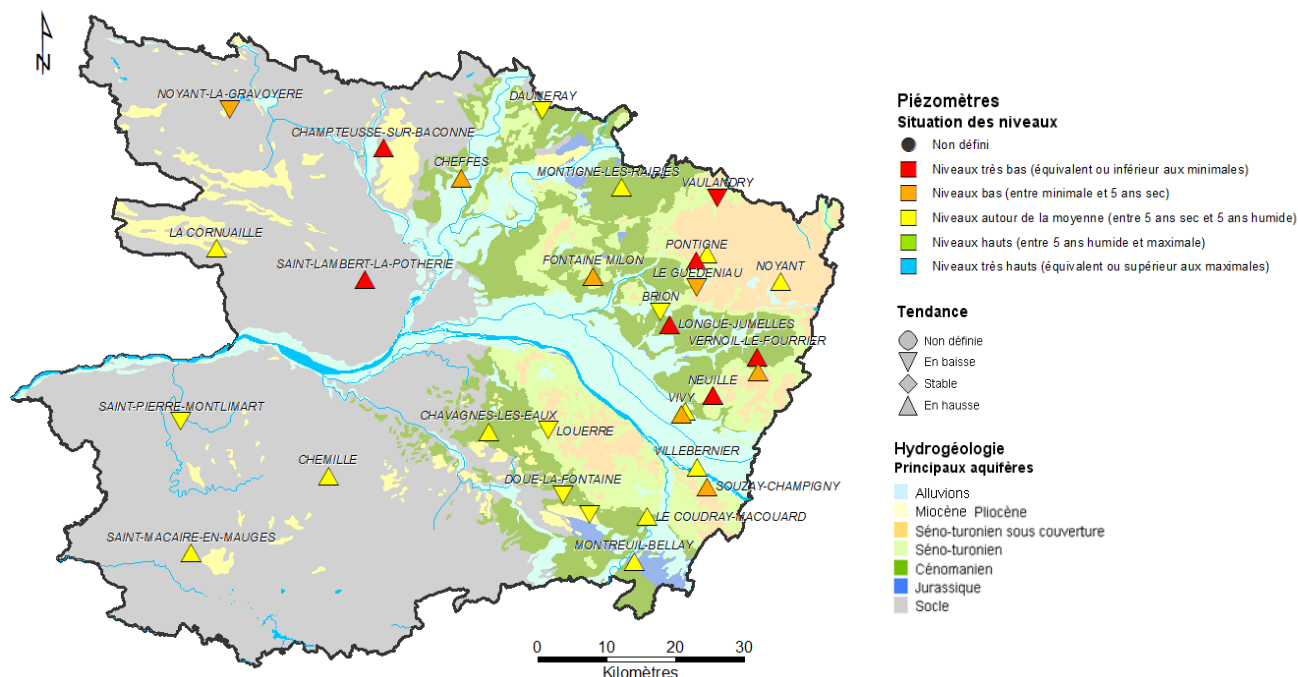 N
NOYANT-LA-GRAVOYERE
DAUMERAY
CHAMPTEUSSE-SUR-BACONNE
CHEFFES
MONTIGNE-LES-RAIRIES
VAULANDRY
LA CORNUAILLE
PONTIGNE
SAINT-LAMBERT-LA-POTHERIE
FONTAINE MILON
LE GUEDENIAU
NOYANT
BRION
LONGUE-JUMELLES
VERNOIL-LE-FOURRIER
NEUILLE
VIVY
SAINT-PIERRE-MONTLIMART
CHAVAGNES-LES-EAUX
LOUERRE
CHEMILLE
VILLEBERNIER
DOUE-LA-FONTAINE
SOUZAY-CHAMPIGNY
LE COUDRAY-MACOUARD
SAINT-MACAIRE-EN-MAUGES
MONTREUIL-BELLAY
0 10 20 30
Kilomètres
Piézomètres
Situation des niveaux
Non défini
Niveaux très bas (équivalent ou inférieur aux minimales)
Niveaux bas (entre minimale et 5 ans sec)
Niveaux autour de la moyenne (entre 5 ans sec et 5 ans humide)
Niveaux hauts (entre 5 ans humide et maximale)
Niveaux très hauts (équivalent ou supérieur aux maximales)
Tendance
Non définie
En baisse
Stable
En hausse
Hydrogéologie
Principaux aquifères
Alluvions
Miocène Pliocène
Séno-turonien sous couverture
Séno-turonien
Cénomanien
Jurassique
Socle